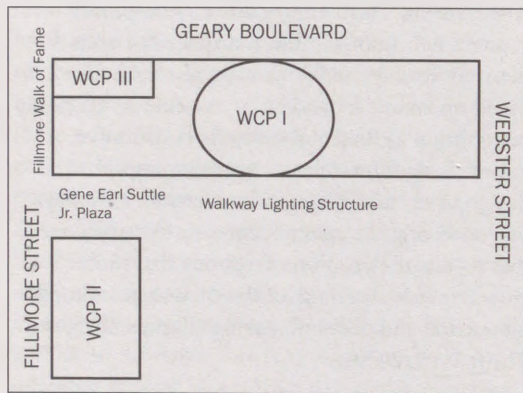 GEARY BOULEVARD
Fillmore Walk of Fame
WCP III
WCP I
WEBSTER STREET
Gene Earl Suttle
Jr. Plaza
Walkway Lighting Structure
FILLMORE STREET
WCP II